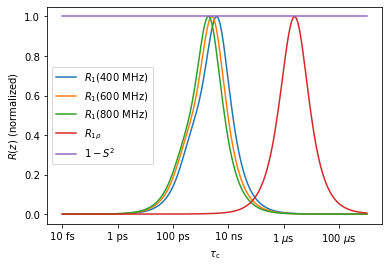 1.0
0.8
0.6
0.4
0.2
0.0
R(z) (normalized)
R₁(400 MHz)
R₁(600 MHz)
R₁(800 MHz)
R₁ρ
1 − S²
10 fs 1 ps 100 ps 10 ns 1 μs 100 μs
τc